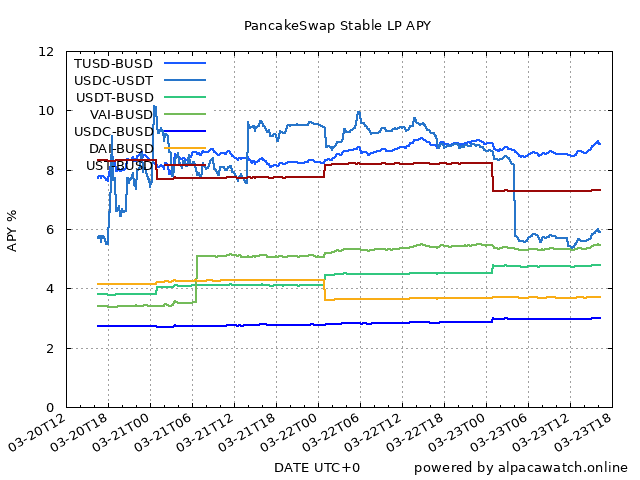 PancakeSwap Stable LP APY
12
10
8
6
4
2
0
APY %
TUSD-BUSD
USDC-USDT
USDT-BUSD
VAI-BUSD
USDC-BUSD
DAI-BUSD
UST-BUSD
03-20T12
03-20T18
03-21T00
03-21T06
03-21T12
03-21T18
03-22T00
03-22T06
03-22T12
03-22T18
03-23T00
03-23T06
03-23T12
03-23T18
DATE UTC+0
powered by alpacawatch.online